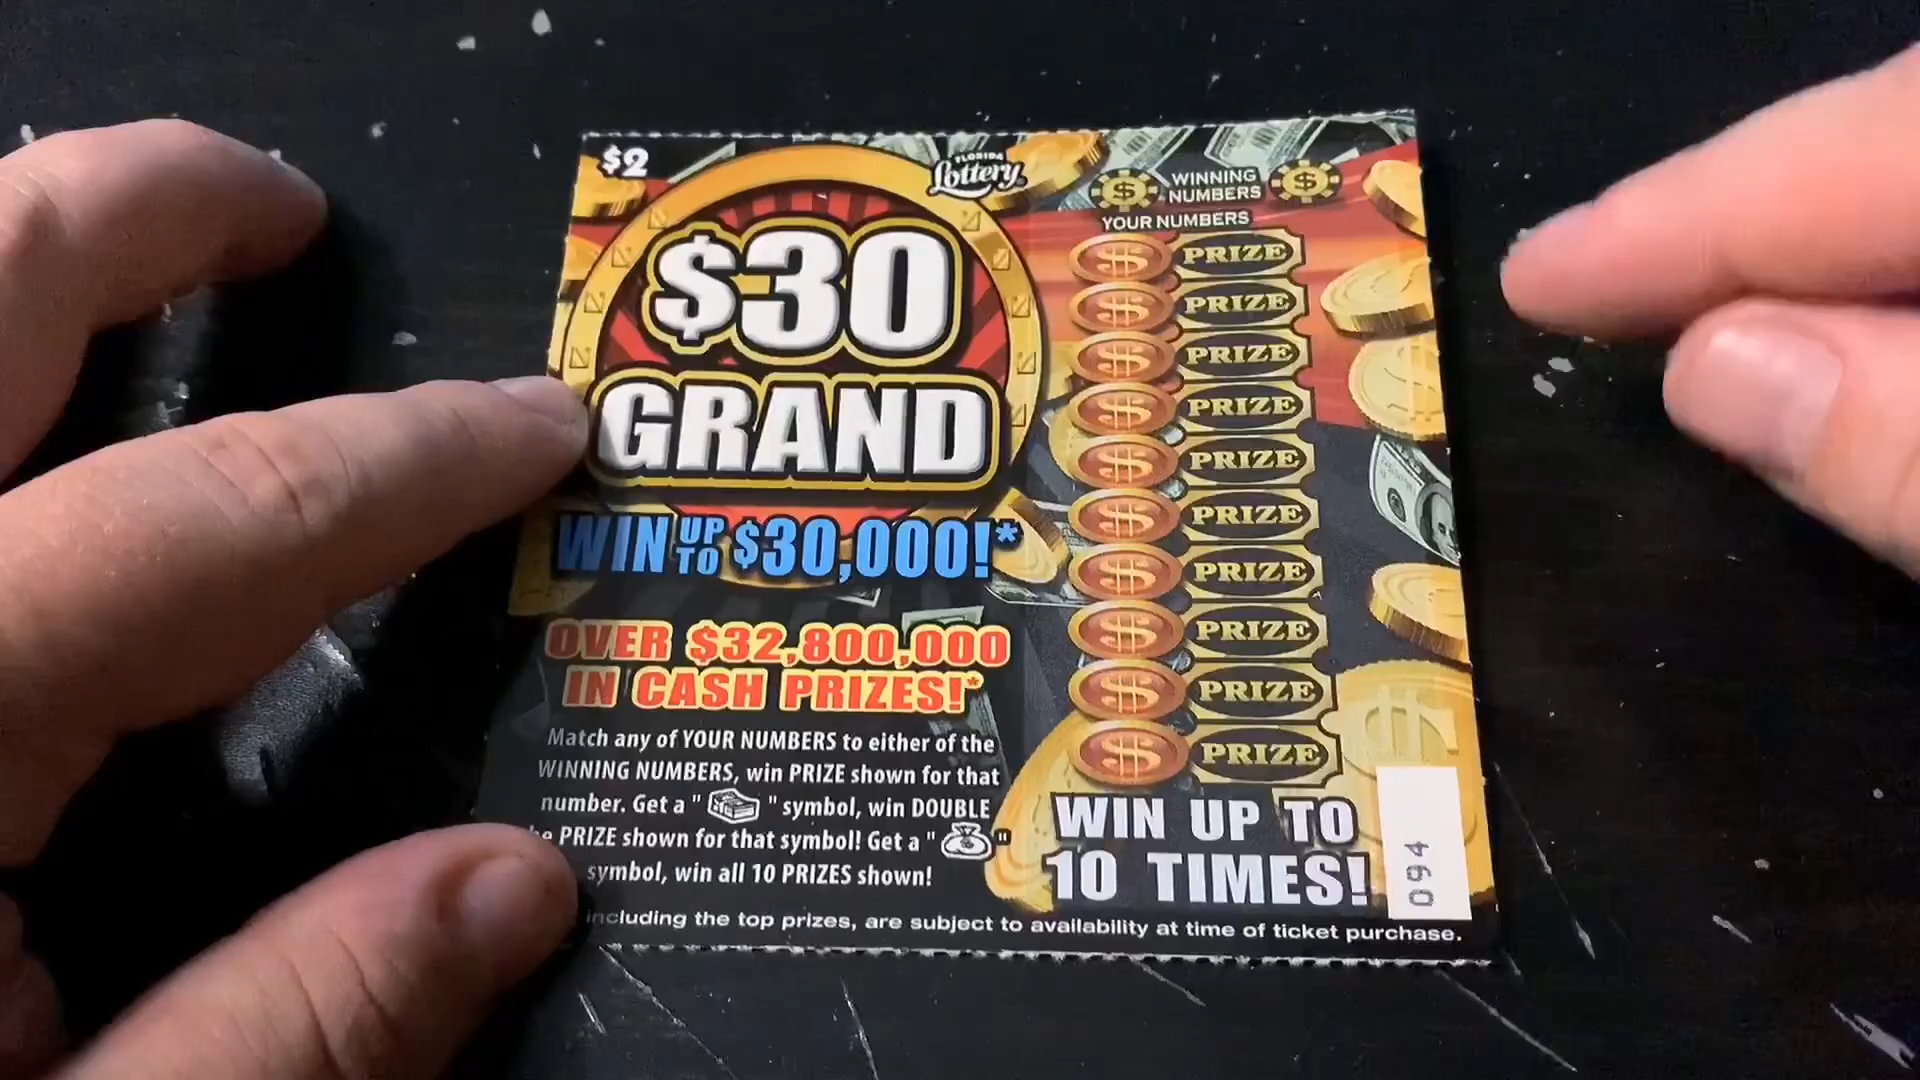 $2
FLORIDA
Lottery
$30
GRAND
WIN UP TO $30,000!*
OVER $32,800,000
IN CASH PRIZES!*
Match any of YOUR NUMBERS to either of the
WINNING NUMBERS, win PRIZE shown for that
number. Get a " " symbol, win DOUBLE
PRIZE shown for that symbol! Get a " "
symbol, win all 10 PRIZES shown!
including the top prizes, are subject to availability at time of ticket purchase.
$ WINNING NUMBERS $
YOUR NUMBERS
$ PRIZE
$ PRIZE
$ PRIZE
$ PRIZE
$ PRIZE
$ PRIZE
$ PRIZE
$ PRIZE
$ PRIZE
$ PRIZE
WIN UP TO
10 TIMES!
094